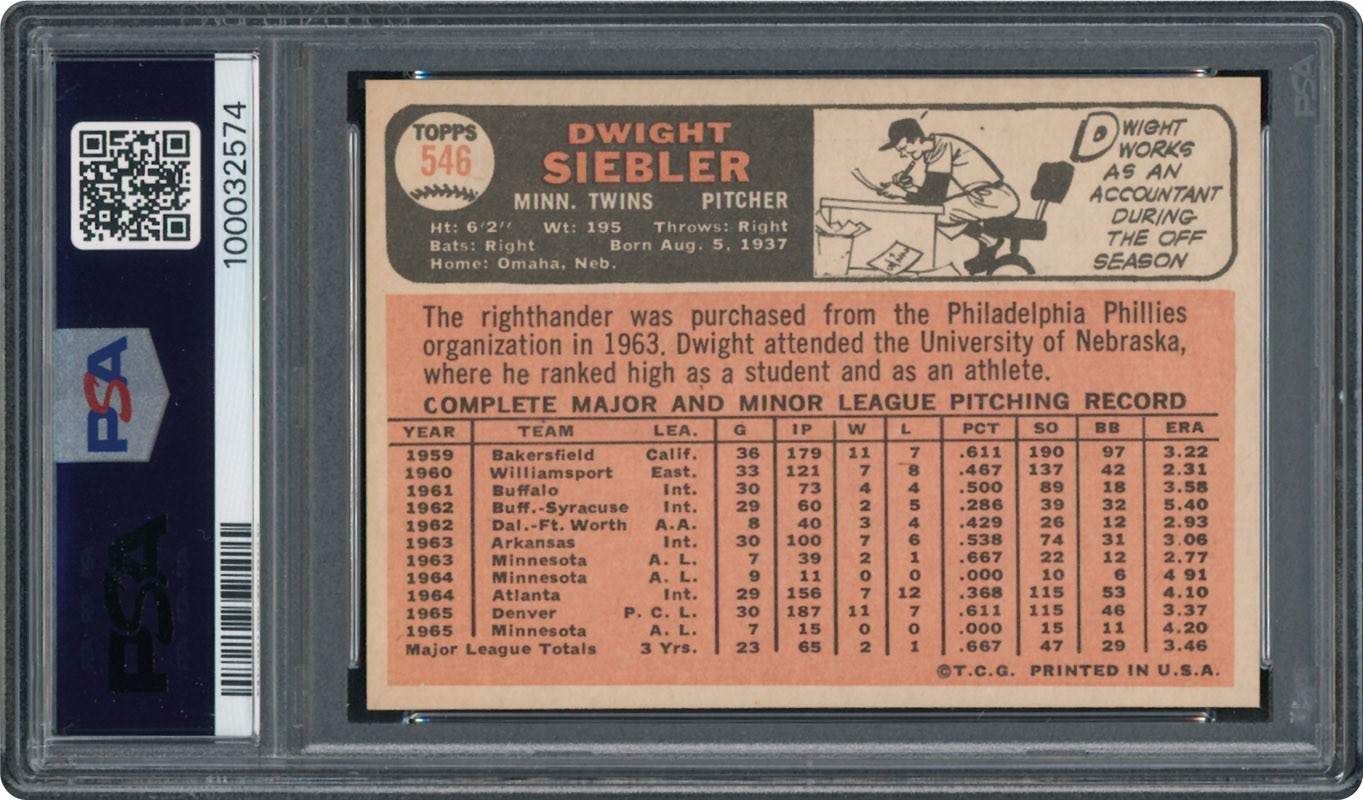 100032574
PSA
PSA
PSA
TOPPS
546
DWIGHT
SIEBLER
MINN. TWINS PITCHER
Ht: 6'2" Wt: 195 Throws: Right
Bats: Right Born Aug. 5, 1937
Home: Omaha, Neb.
DWIGHT
WORKS
AS AN
ACCOUNTANT
DURING
THE OFF
SEASON
The righthander was purchased from the Philadelphia Phillies
organization in 1963. Dwight attended the University of Nebraska,
where he ranked high as a student and as an athlete.
COMPLETE MAJOR AND MINOR LEAGUE PITCHING RECORD
YEAR TEAM LEA. G IP W L PCT SO BB ERA
1959 Bakersfield Calif. 36 179 11 7 .611 190 97 3.22
1960 Williamsport East. 33 121 7 8 .467 137 42 2.31
1961 Buffalo Int. 30 73 4 4 .500 89 18 3.58
1962 Buff.-Syracuse Int. 29 60 2 5 .286 39 32 5.40
1962 Dal.-Ft. Worth A.A. 8 40 3 4 .429 26 12 2.93
1963 Arkansas Int. 30 100 7 6 .538 74 31 3.06
1963 Minnesota A. L. 7 39 2 1 .667 22 12 2.77
1964 Minnesota A. L. 9 11 0 0 .000 10 6 4 91
1964 Atlanta Int. 29 156 7 12 .368 115 53 4.10
1965 Denver P. C. L. 30 187 11 7 .611 115 46 3.37
1965 Minnesota A. L. 7 15 0 0 .000 15 11 4.20
Major League Totals 3 Yrs. 23 65 2 1 .667 47 29 3.46
©T.C.G. PRINTED IN U.S.A.